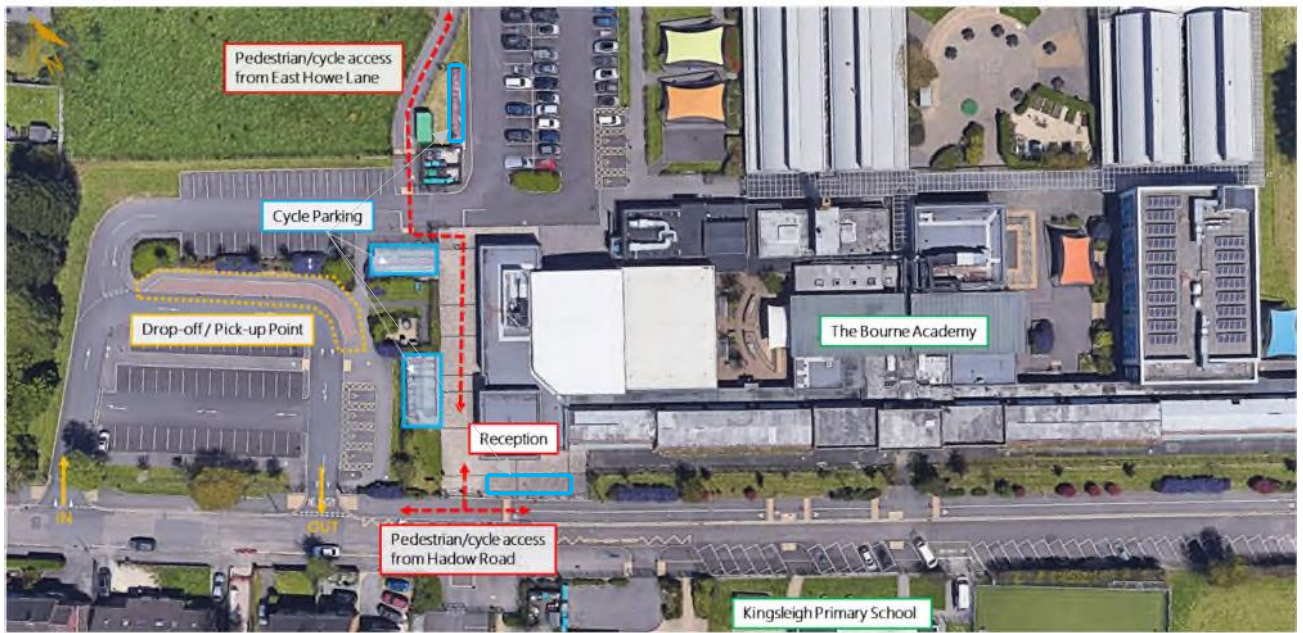 Pedestrian/cycle access
from East Howe Lane
Cycle Parking
Drop-off / Pick-up Point
The Bourne Academy
Reception
IN
OUT
Pedestrian/cycle access
from Hadow Road
Kingsleigh Primary School